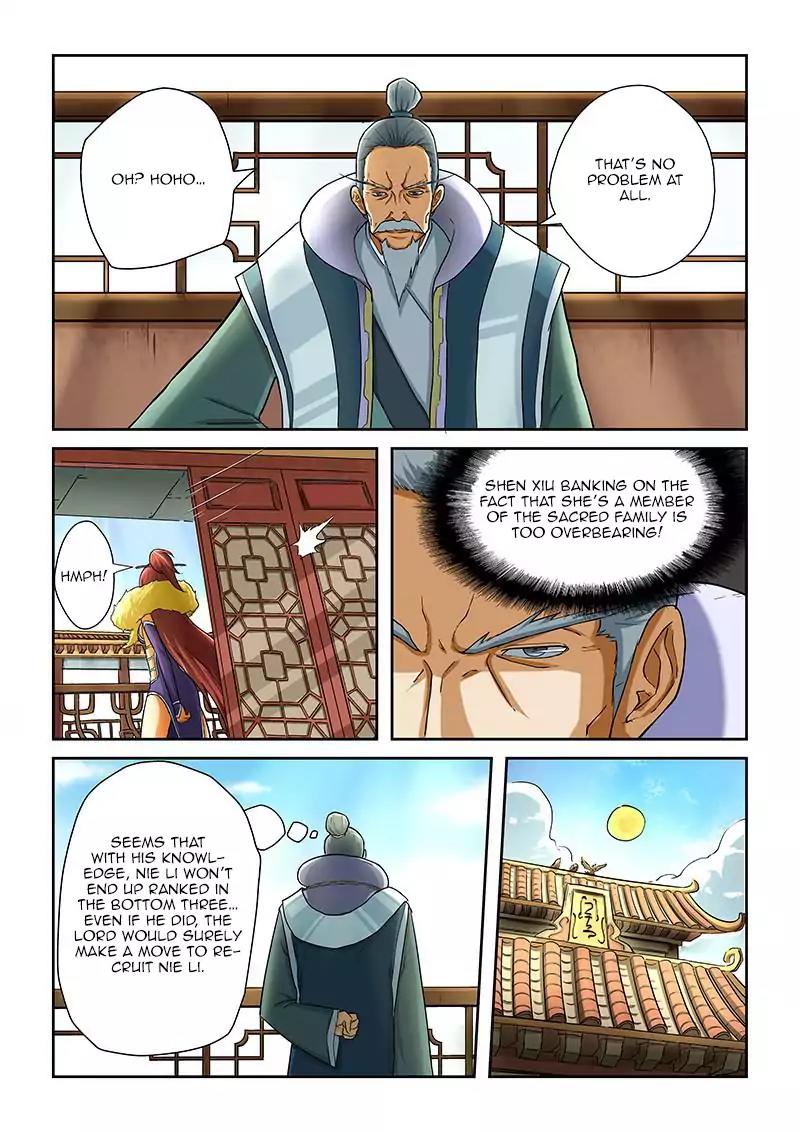 OH? HOHO...
THAT'S NO
PROBLEM AT
ALL.
HMPH!
SHEN XIU BANKING ON THE
FACT THAT SHE'S A MEMBER
OF THE SACRED FAMILY IS
TOO OVERBEARING!
SEEMS THAT
WITH HIS KNOWL-
EDGE, NIE LI WON'T
END UP RANKED IN
THE BOTTOM THREE...
EVEN IF HE DID, THE
LORD WOULD SURELY
MAKE A MOVE TO RE-
CRUIT NIE LI.